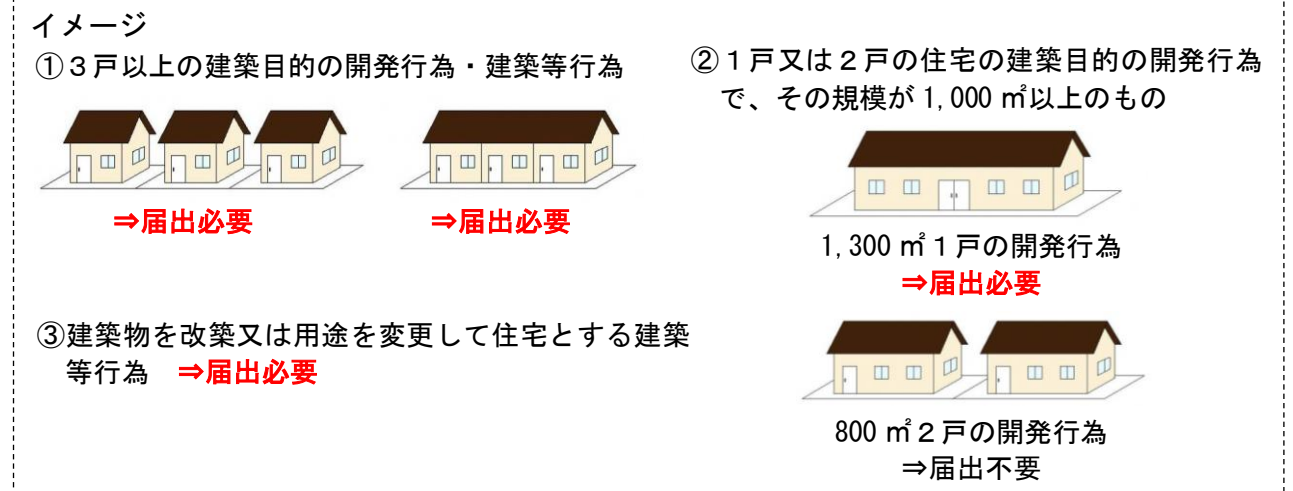 イメージ
①３戸以上の建築目的の開発行為・建築等行為
⇒届出必要
⇒届出必要
②１戸又は２戸の住宅の建築目的の開発行為
で、その規模が 1,000 ㎡以上のもの
1,300 ㎡１戸の開発行為
⇒届出必要
800 ㎡２戸の開発行為
⇒届出不要
③建築物を改築又は用途を変更して住宅とする建築
等行為　⇒届出必要